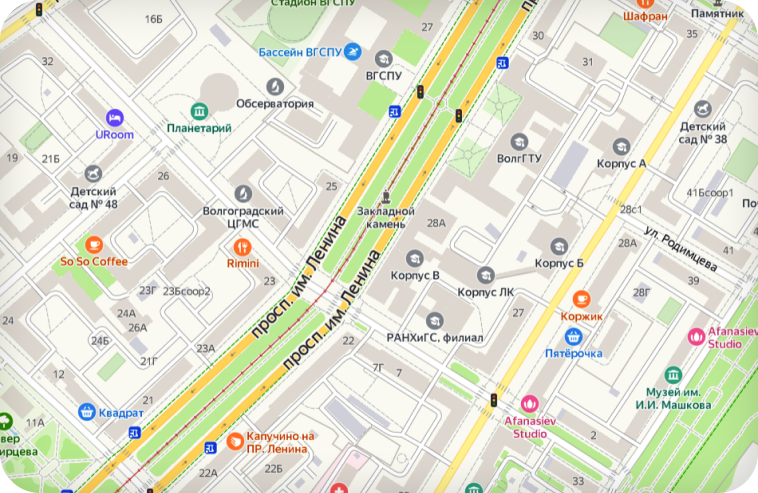 Стадион ВГСПУ
Шафран
Памятник
16Б
27
30
35
Бассейн ВГСПУ
32
31
ВГСПУ
Обсерватория
URoom
Планетарий
Детский
сад № 38
19
21Б
ВолгГТУ
Корпус А
26
25
Детский
сад № 48
41Бсоор1
Волгоградский
ЦГМС
Закладной
камень
28А
28с1
ул. Родимцева
So So Coffee
Rimini
просп. им. Ленина
28А
41
Корпус В
Корпус Б
23Г
23Бсоор2
23
Корпус ЛК
39
28Г
24
24А
26А
просп. им. Ленина
27
Коржик
РАНХиГС, филиал
Afanasiev
Studio
24Б
23А
22
Пятёрочка
21Г
12
7Г
7
Музей им.
И.И. Машкова
21
Квадрат
Afanasiev
Studio
11А
Капучино на
ПР. Ленина
2
22А
22Б
33